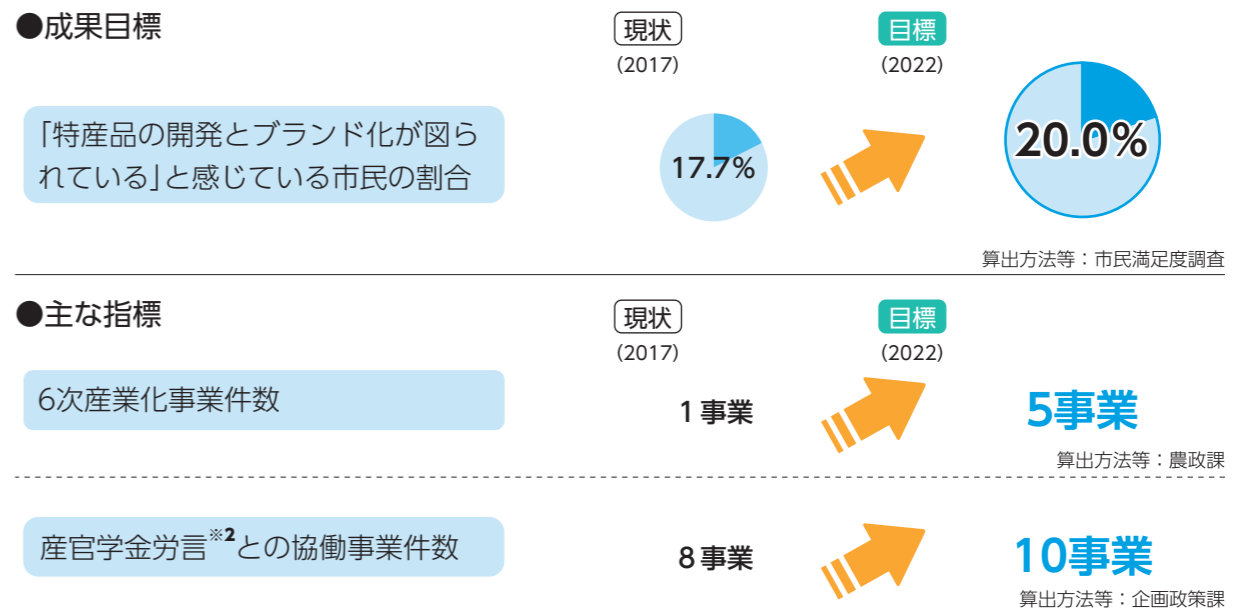 ●成果目標
現状
目標
(2017)
(2022)
「特産品の開発とブランド化が図ら
れている」と感じている市民の割合
17.7%
20.0%
算出方法等：市民満足度調査
●主な指標
現状
目標
(2017)
(2022)
6次産業化事業件数
1 事業
5事業
算出方法等：農政課
産官学金労言※2との協働事業件数
8 事業
10事業
算出方法等：企画政策課